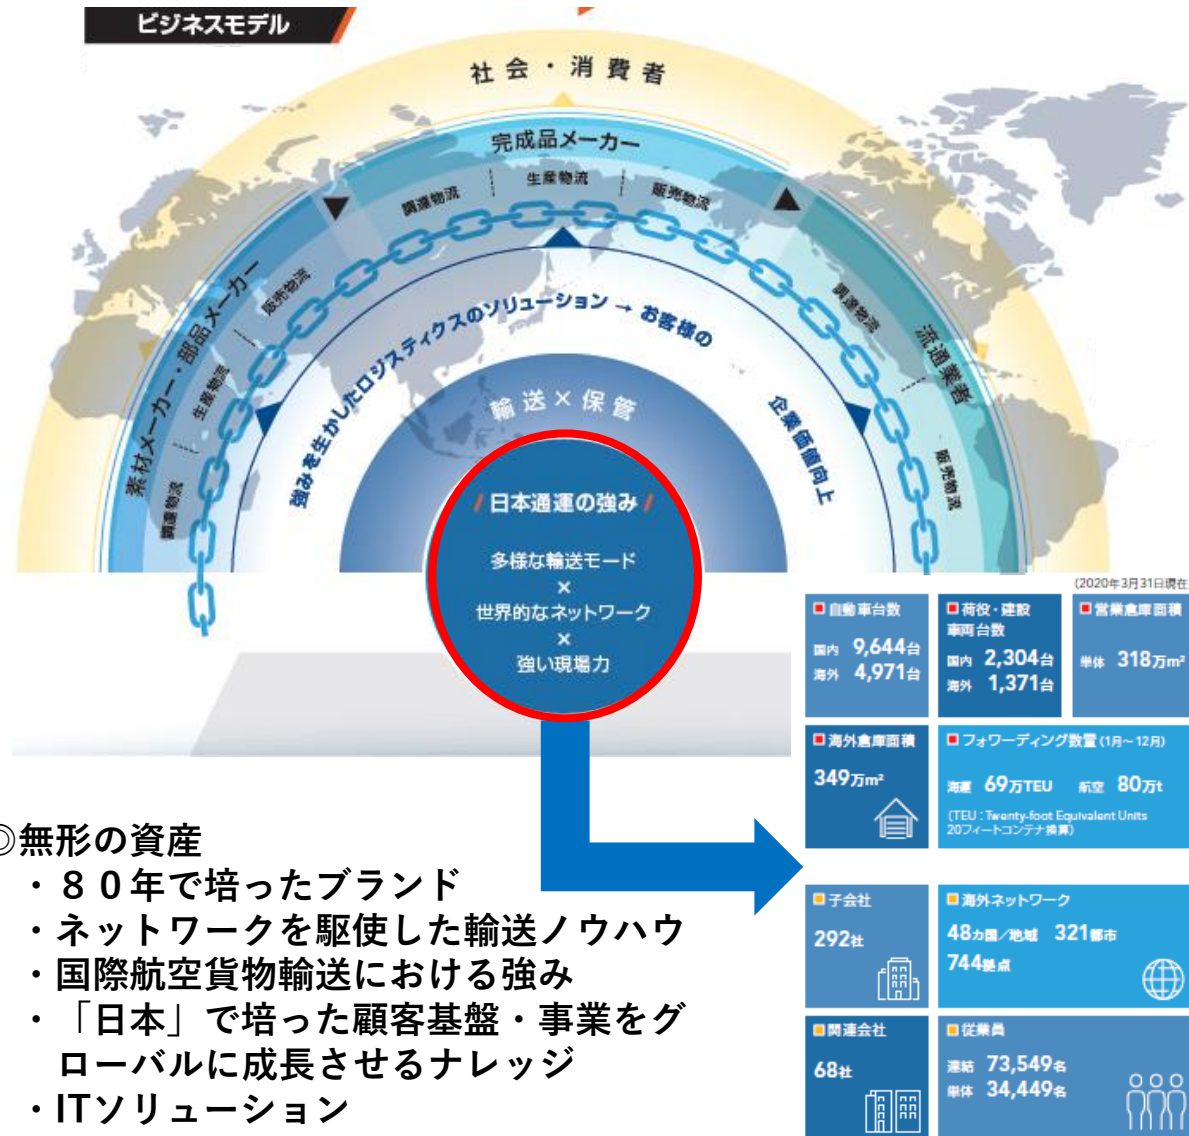 ビジネスモデル
社会・消費者
完成品メーカー
調達物流
生産物流
販売物流
素材メーカー・部品メーカー
調達物流
生産物流
販売物流
流通業者
調達物流
販売物流
強みを生かしたロジスティクスのソリューション → お客様の
企業価値向上
輸送×保管
日本通運の強み
多様な輸送モード
×
世界的なネットワーク
×
強い現場力
(2020年3月31日現在
自動車台数
国内 9,644台
海外 4,971台
荷役・建設
車両台数
国内 2,304台
海外 1,371台
営業倉庫面積
単体 318万m²
海外倉庫面積
349万m²
フォワーディング数量(1月～12月)
海運 69万TEU 航空 80万t
(TEU：Twenty-foot Equivalent Units
20フィートコンテナ換算)
子会社
292社
海外ネットワーク
48カ国／地域 321都市
744拠点
関連会社
68社
従業員
連結 73,549名
単体 34,449名
◎無形の資産
・８０年で培ったブランド
・ネットワークを駆使した輸送ノウハウ
・国際航空貨物輸送における強み
・「日本」で培った顧客基盤・事業をグ
ローバルに成長させるナレッジ
・ITソリューション